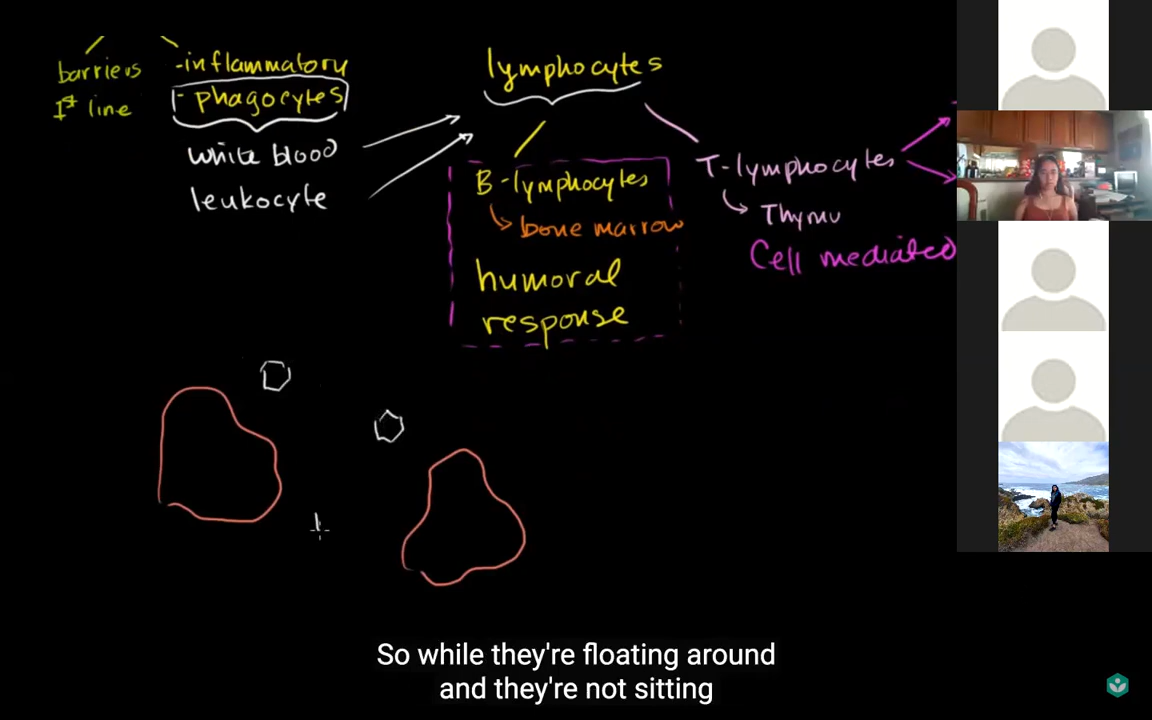 barriers
1st line
-inflammatory
- phagocytes
white blood
leukocyte
lymphocytes
B-lymphocytes
bone marrow
humoral
response
T-lymphocytes
Thymu
Cell mediated
So while they're floating around
and they're not sitting